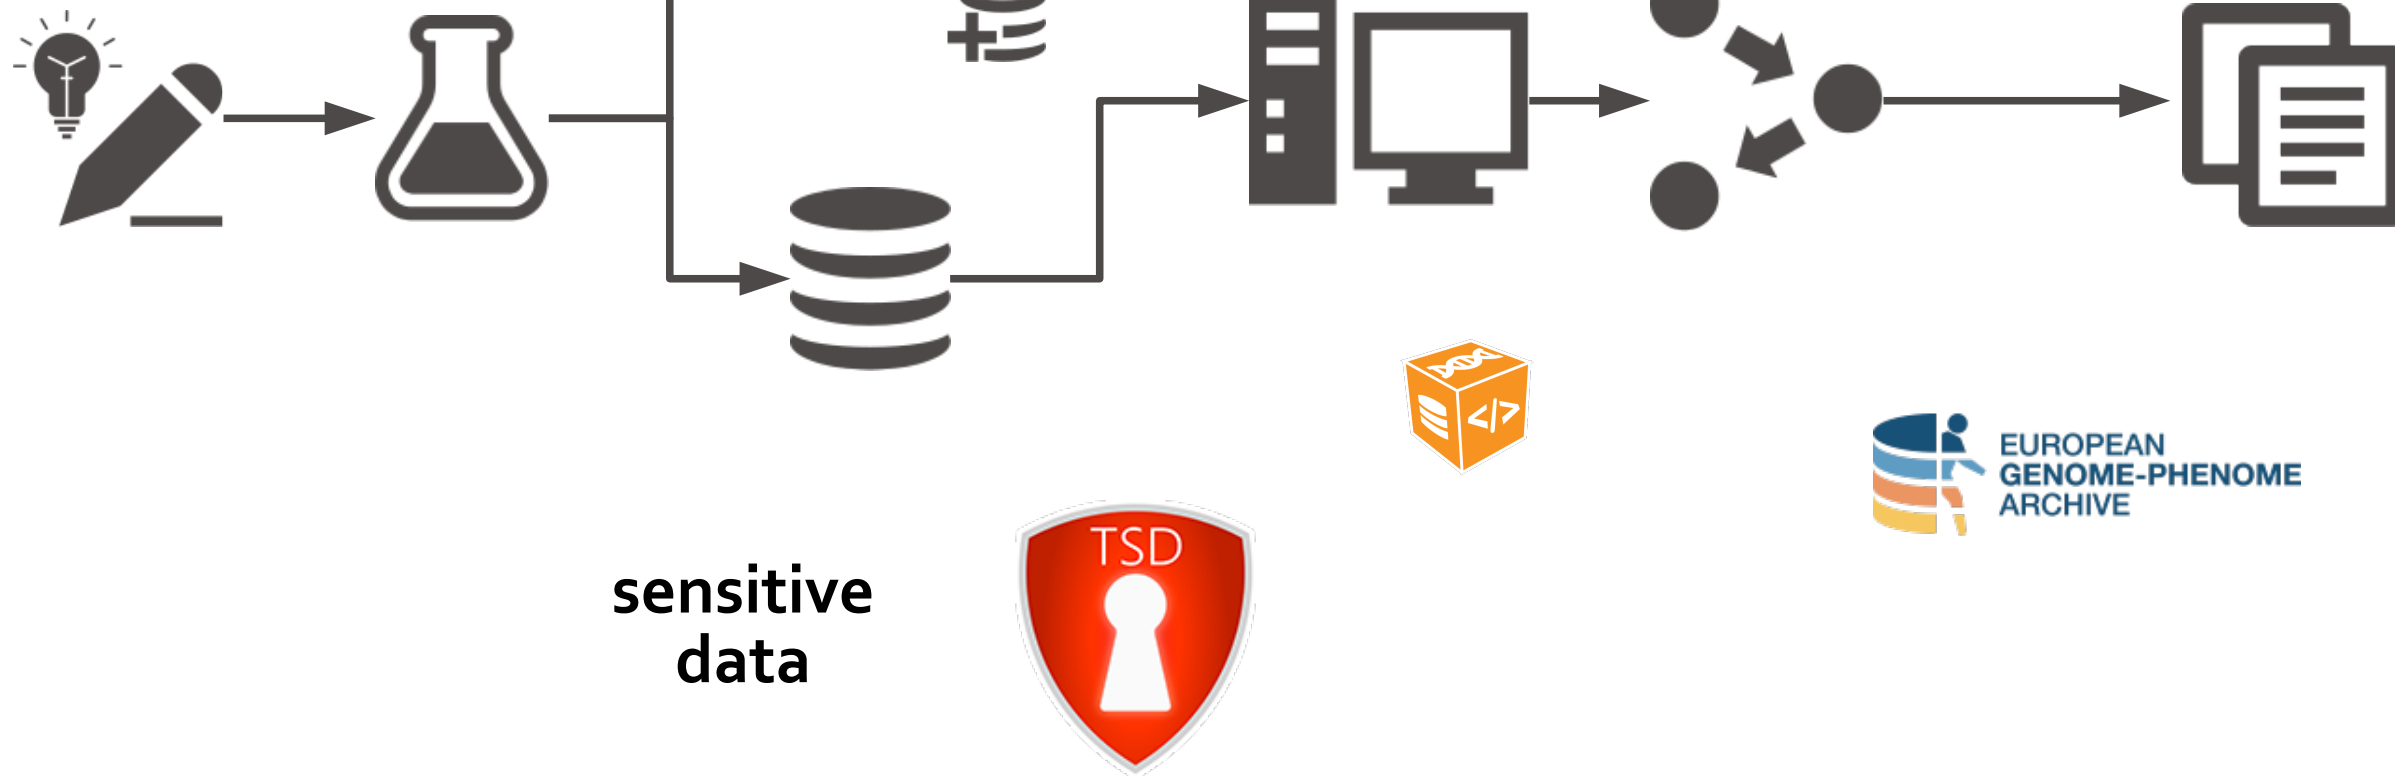 </>
EUROPEAN
GENOME-PHENOME
ARCHIVE
TSD
sensitive
data